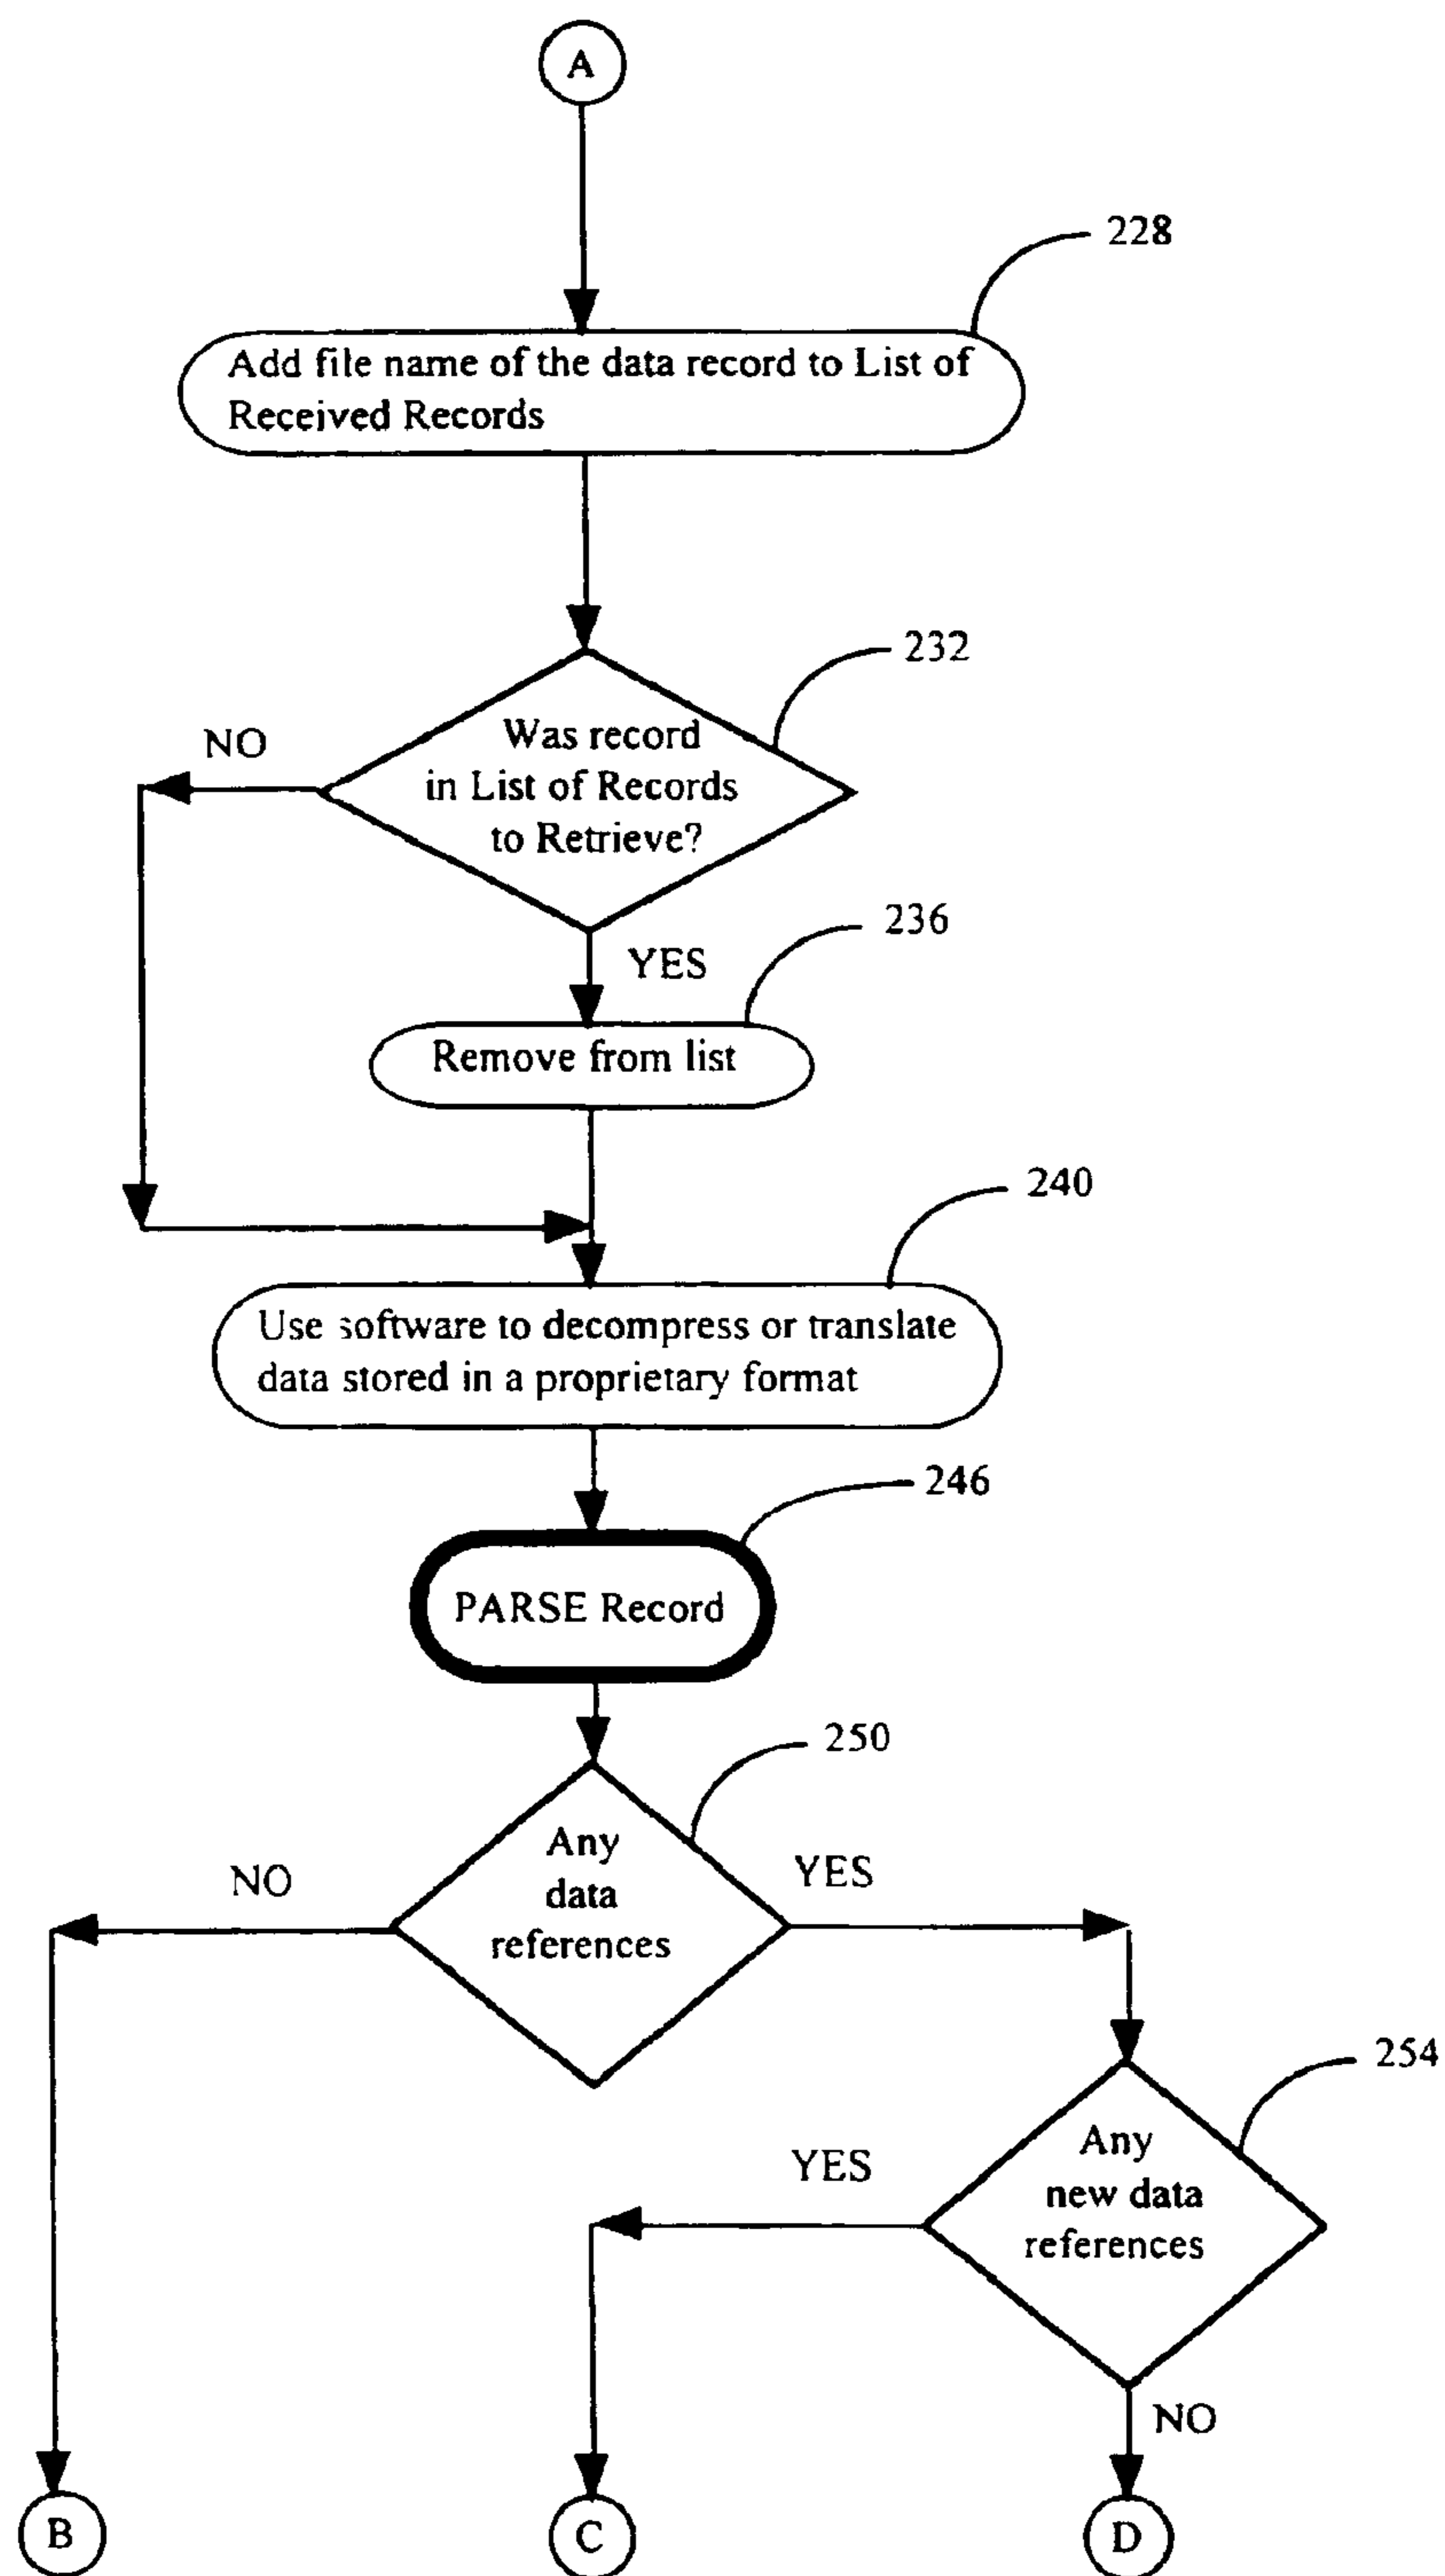 A
228
Add file name of the data record to List of
Received Records
232
NO
Was record
in List of Records
to Retrieve?
236
YES
Remove from list
240
Use software to decompress or translate
data stored in a proprietary format
246
PARSE Record
250
Any
data
references
NO
YES
254
Any
new data
references
YES
NO
B
C
D